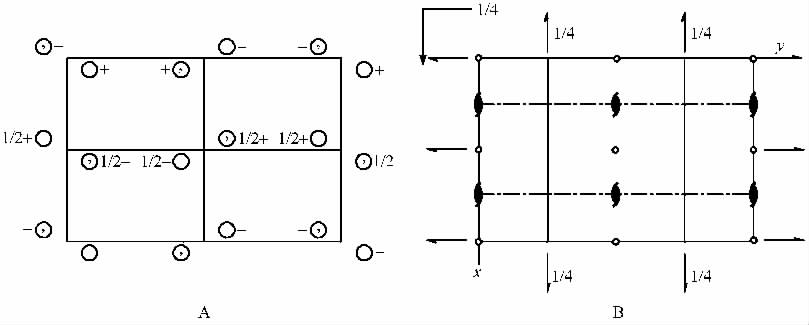 1/4
− − −
1/4 1/4
y
+ + +
1/2+ 1/2+ 1/2+
1/2− 1/2− 1/2
− − −
−
x
1/4 1/4
A B